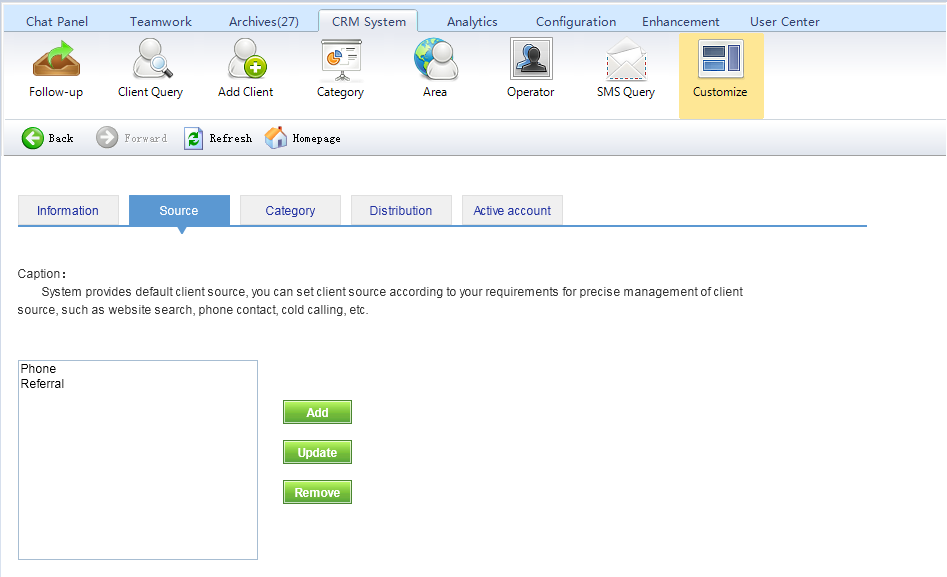 Chat Panel Teamwork Archives(27) CRM System Analytics Configuration Enhancement User Center
Follow-up Client Query Add Client Category Area Operator SMS Query Customize
Back Forward Refresh Homepage
Information Source Category Distribution Active account
Caption：
System provides default client source, you can set client source according to your requirements for precise management of client
source, such as website search, phone contact, cold calling, etc.
Phone
Referral
Add
Update
Remove